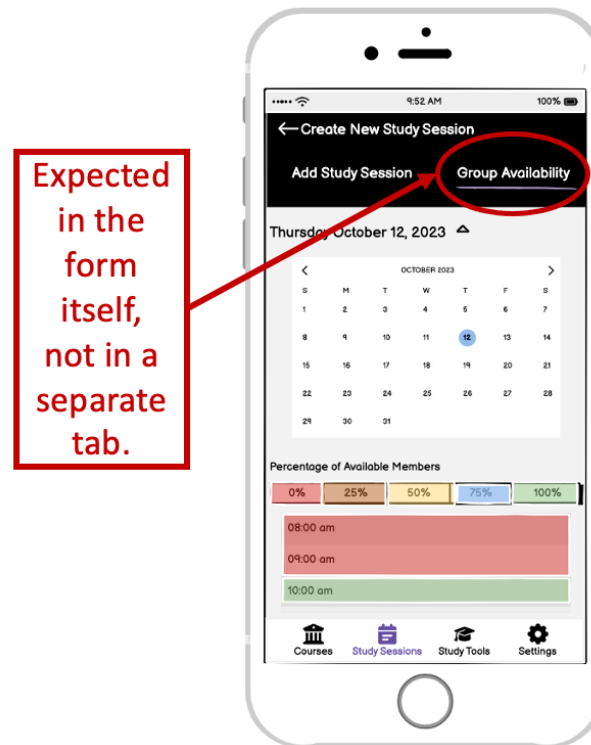 Expected
in the
form
itself,
not in a
separate
tab.
9:52 AM 100%
Create New Study Session
Add Study Session Group Availability
Thursday October 12, 2023
OCTOBER 2023
S M T W T F S
1 2 3 4 5 6 7
8 9 10 11 12 13 14
15 16 17 18 19 20 21
22 23 24 25 26 27 28
29 30 31
Percentage of Available Members
0% 25% 50% 75% 100%
08:00 am
09:00 am
10:00 am
Courses Study Sessions Study Tools Settings